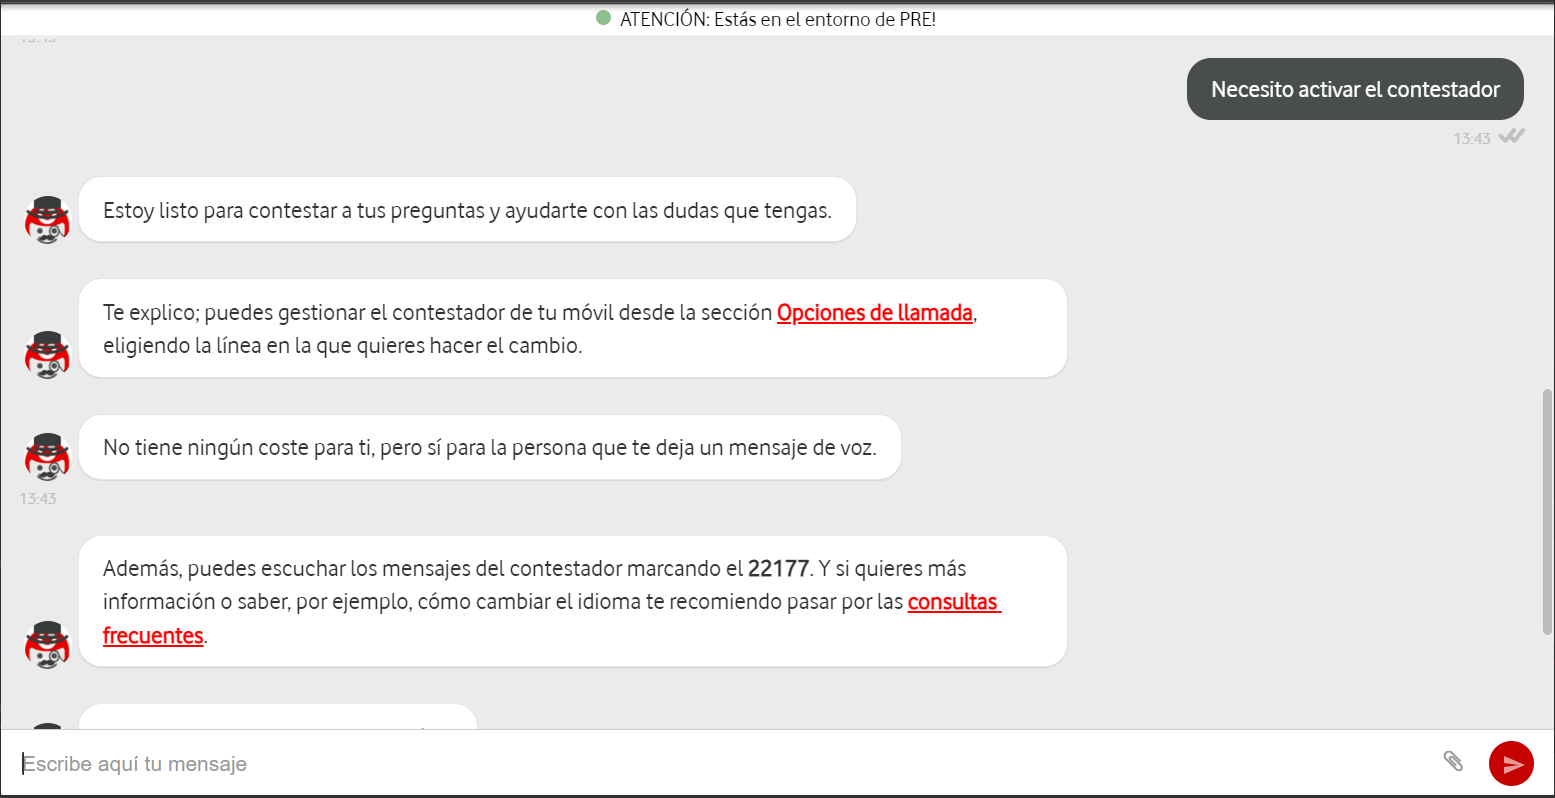 ATENCIÓN: Estás en el entorno de PRE!
Necesito activar el contestador
13:43
Estoy listo para contestar a tus preguntas y ayudarte con las dudas que tengas.
Te explico; puedes gestionar el contestador de tu móvil desde la sección Opciones de llamada,
eligiendo la línea en la que quieres hacer el cambio.
No tiene ningún coste para ti, pero sí para la persona que te deja un mensaje de voz.
13:43
Además, puedes escuchar los mensajes del contestador marcando el 22177. Y si quieres más
información o saber, por ejemplo, cómo cambiar el idioma te recomiendo pasar por las consultas
frecuentes.
Escribe aquí tu mensaje